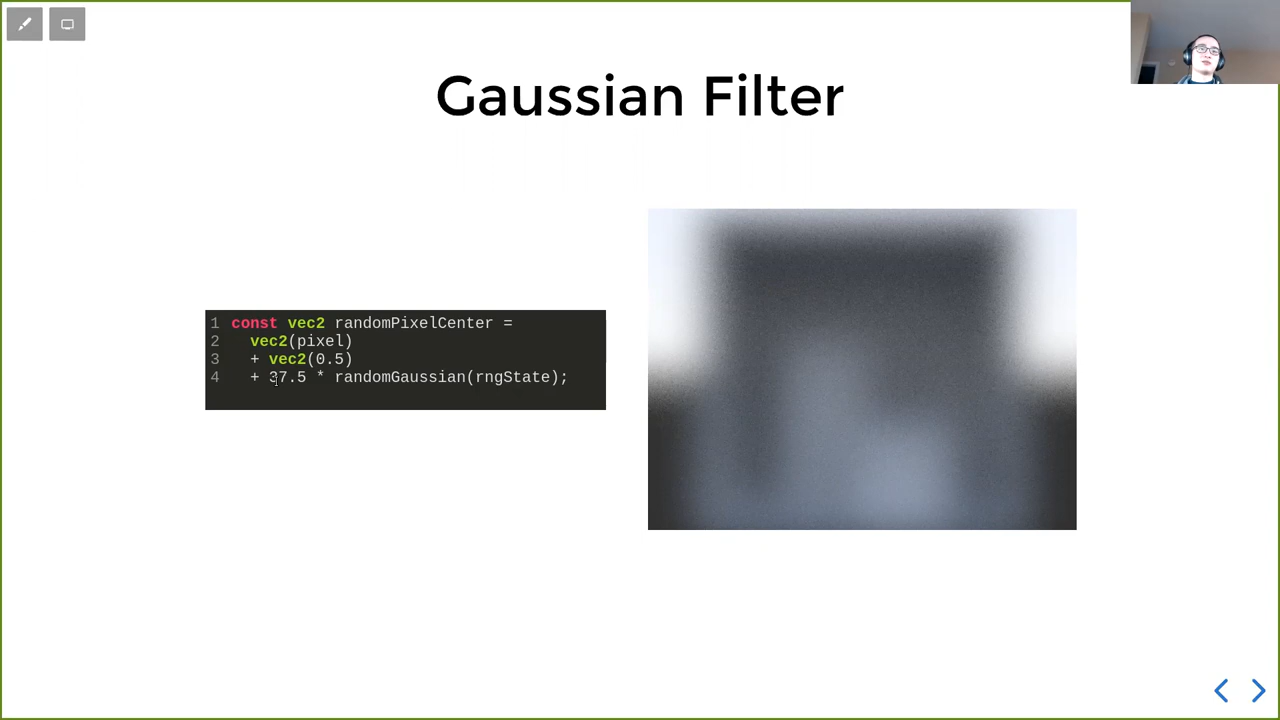 Gaussian Filter
1 const vec2 randomPixelCenter =
2 vec2(pixel)
3 + vec2(0.5)
4 + 37.5 * randomGaussian(rngState);